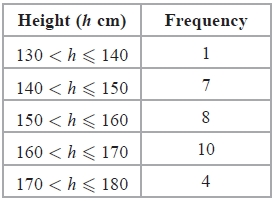 Height (h cm) Frequency
130 < h ⩽ 140 1
140 < h ⩽ 150 7
150 < h ⩽ 160 8
160 < h ⩽ 170 10
170 < h ⩽ 180 4